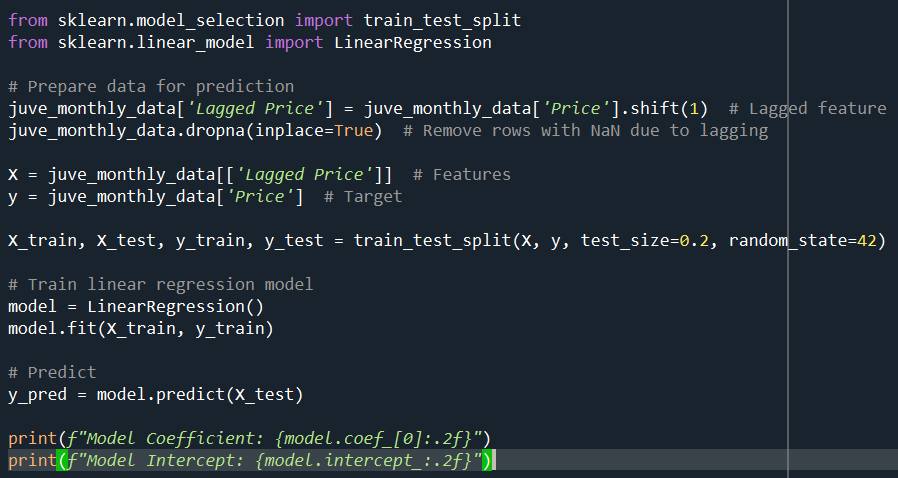 from sklearn.model_selection import train_test_split
from sklearn.linear_model import LinearRegression
# Prepare data for prediction
juve_monthly_data['Lagged Price'] = juve_monthly_data['Price'].shift(1)  # Lagged feature
juve_monthly_data.dropna(inplace=True)  # Remove rows with NaN due to lagging
X = juve_monthly_data[['Lagged Price']]  # Features
y = juve_monthly_data['Price']  # Target
X_train, X_test, y_train, y_test = train_test_split(X, y, test_size=0.2, random_state=42)
# Train linear regression model
model = LinearRegression()
model.fit(X_train, y_train)
# Predict
y_pred = model.predict(X_test)
print(f"Model Coefficient: {model.coef_[0]:.2f}")
print(f"Model Intercept: {model.intercept_:.2f}")